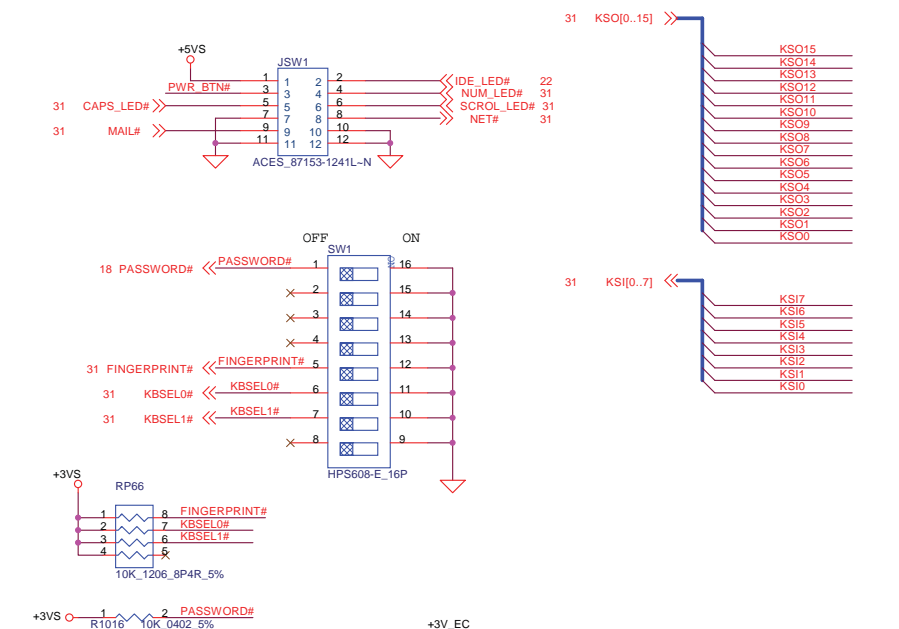 31 KSO[0..15]
+5VS
JSW1
KSO15
KSO14
KSO13
KSO12
KSO11
KSO10
KSO9
KSO8
KSO7
KSO6
KSO5
KSO4
KSO3
KSO2
KSO1
KSO0
1 1 2 2 IDE_LED# 22
PWR_BTN# 3 3 4 4 NUM_LED# 31
31 CAPS_LED# 5 5 6 6 SCROL_LED# 31
7 7 8 8 NET# 31
31 MAIL# 9 9 10 10
11 11 12 12
ACES_87153-1241L~N
OFF ON
SW1
18 PASSWORD# PASSWORD# 1 ON 16
2 15
3 14
4 13
31 FINGERPRINT# FINGERPRINT# 5 12
31 KBSEL0# KBSEL0# 6 11
31 KBSEL1# KBSEL1# 7 10
8 9
HPS608-E_16P
31 KSI[0..7]
KSI7
KSI6
KSI5
KSI4
KSI3
KSI2
KSI1
KSI0
+3VS
RP66
1 8 FINGERPRINT#
2 7 KBSEL0#
3 6 KBSEL1#
4 5
10K_1206_8P4R_5%
+3VS 1 2 PASSWORD#
R1016 10K_0402_5%
+3V_EC